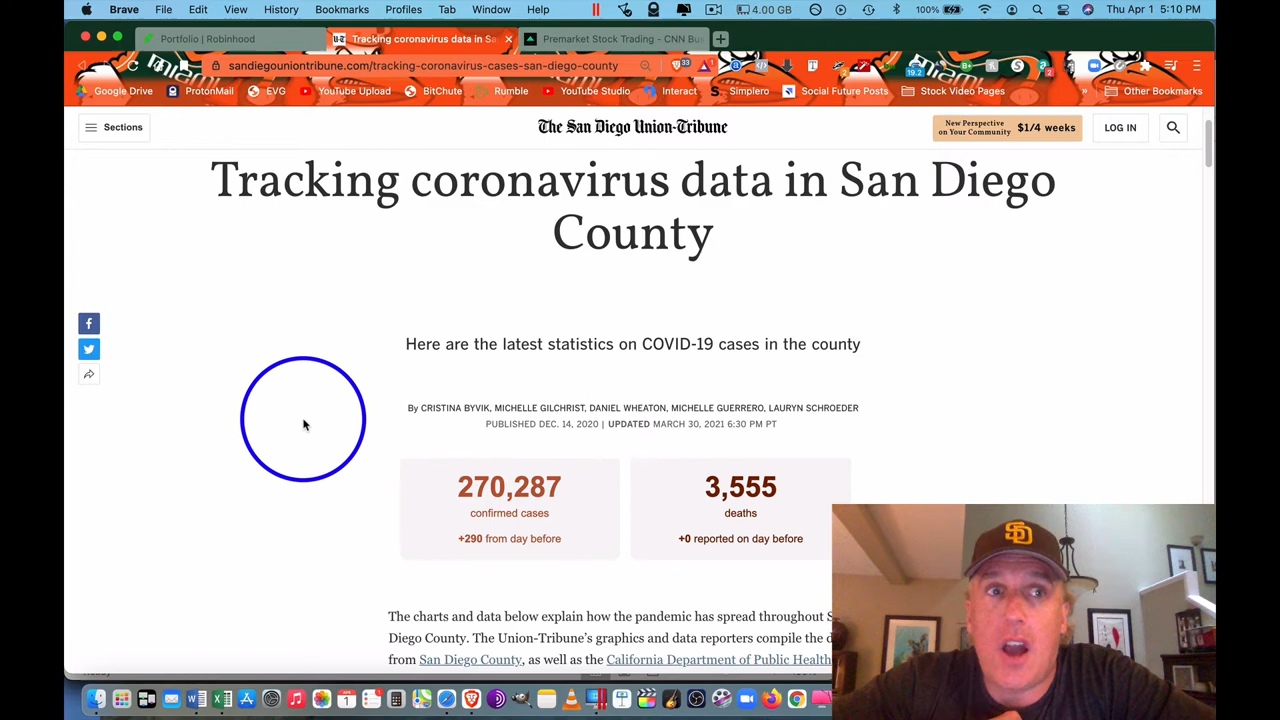 Brave File Edit View History Bookmarks Profiles Tab Window Help 4.00 GB 100% Thu Apr 1 5:10 PM
Portfolio | Robinhood Tracking coronavirus data in Sa Premarket Stock Trading - CNN Bus
sandiegouniontribune.com/tracking-coronavirus-cases-san-diego-county 33 1 19.2 2
Google Drive ProtonMail EVG YouTube Upload BitChute Rumble YouTube Studio Interact Simplero Social Future Posts Stock Video Pages » Other Bookmarks
Sections The San Diego Union-Tribune New Perspective on Your Community $1/4 weeks LOG IN
Tracking coronavirus data in San Diego
County
Here are the latest statistics on COVID-19 cases in the county
By CRISTINA BYVIK, MICHELLE GILCHRIST, DANIEL WHEATON, MICHELLE GUERRERO, LAURYN SCHROEDER
PUBLISHED DEC. 14, 2020 | UPDATED MARCH 30, 2021 6:30 PM PT
270,287 3,555
confirmed cases deaths
+290 from day before +0 reported on day before
The charts and data below explain how the pandemic has spread throughout S
Diego County. The Union-Tribune's graphics and data reporters compile the d
from San Diego County, as well as the California Department of Public Health
SD